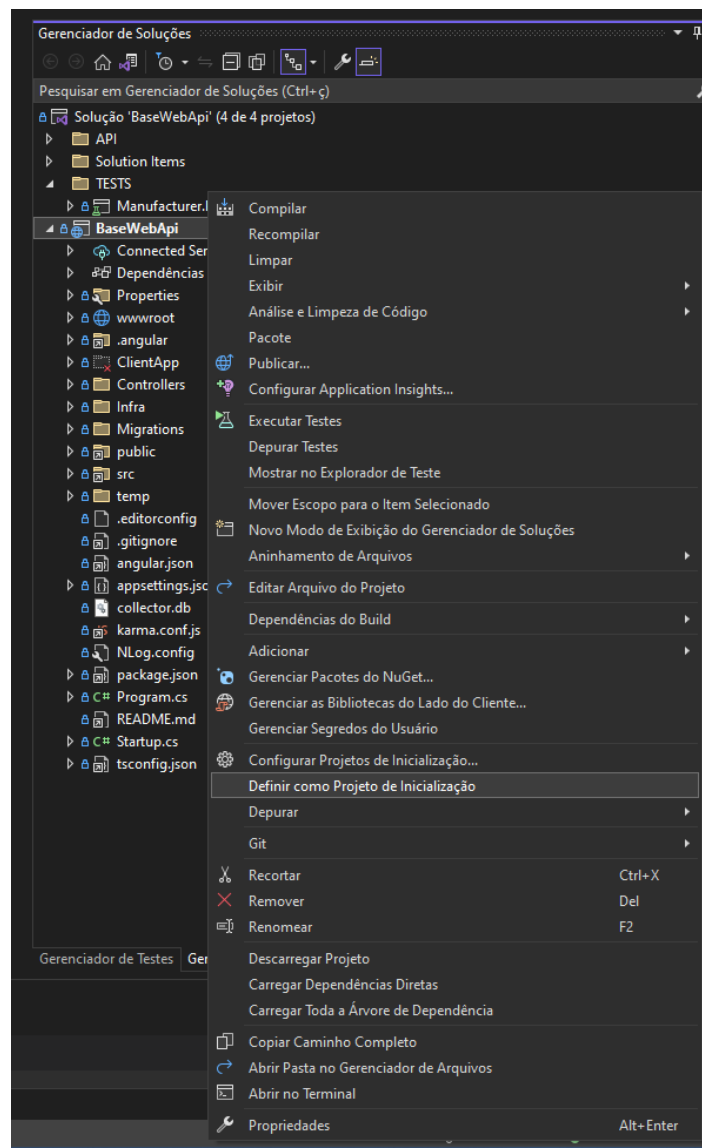 Gerenciador de Soluções
Pesquisar em Gerenciador de Soluções (Ctrl+ç)
Solução 'BaseWebApi' (4 de 4 projetos)
API
Solution Items
TESTS
Manufacturer.
BaseWebApi
Connected Ser
Dependências
Properties
wwwroot
.angular
ClientApp
Controllers
Infra
Migrations
public
src
temp
.editorconfig
.gitignore
angular.json
appsettings.jsc
collector.db
karma.conf.js
NLog.config
package.json
C# Program.cs
README.md
C# Startup.cs
tsconfig.json
Gerenciador de Testes Ger
Compilar
Recompilar
Limpar
Exibir
Análise e Limpeza de Código
Pacote
Publicar...
Configurar Application Insights...
Executar Testes
Depurar Testes
Mostrar no Explorador de Teste
Mover Escopo para o Item Selecionado
Novo Modo de Exibição do Gerenciador de Soluções
Aninhamento de Arquivos
Editar Arquivo do Projeto
Dependências do Build
Adicionar
Gerenciar Pacotes do NuGet...
Gerenciar as Bibliotecas do Lado do Cliente...
Gerenciar Segredos do Usuário
Configurar Projetos de Inicialização...
Definir como Projeto de Inicialização
Depurar
Git
Recortar Ctrl+X
Remover Del
Renomear F2
Descarregar Projeto
Carregar Dependências Diretas
Carregar Toda a Árvore de Dependência
Copiar Caminho Completo
Abrir Pasta no Gerenciador de Arquivos
Abrir no Terminal
Propriedades Alt+Enter